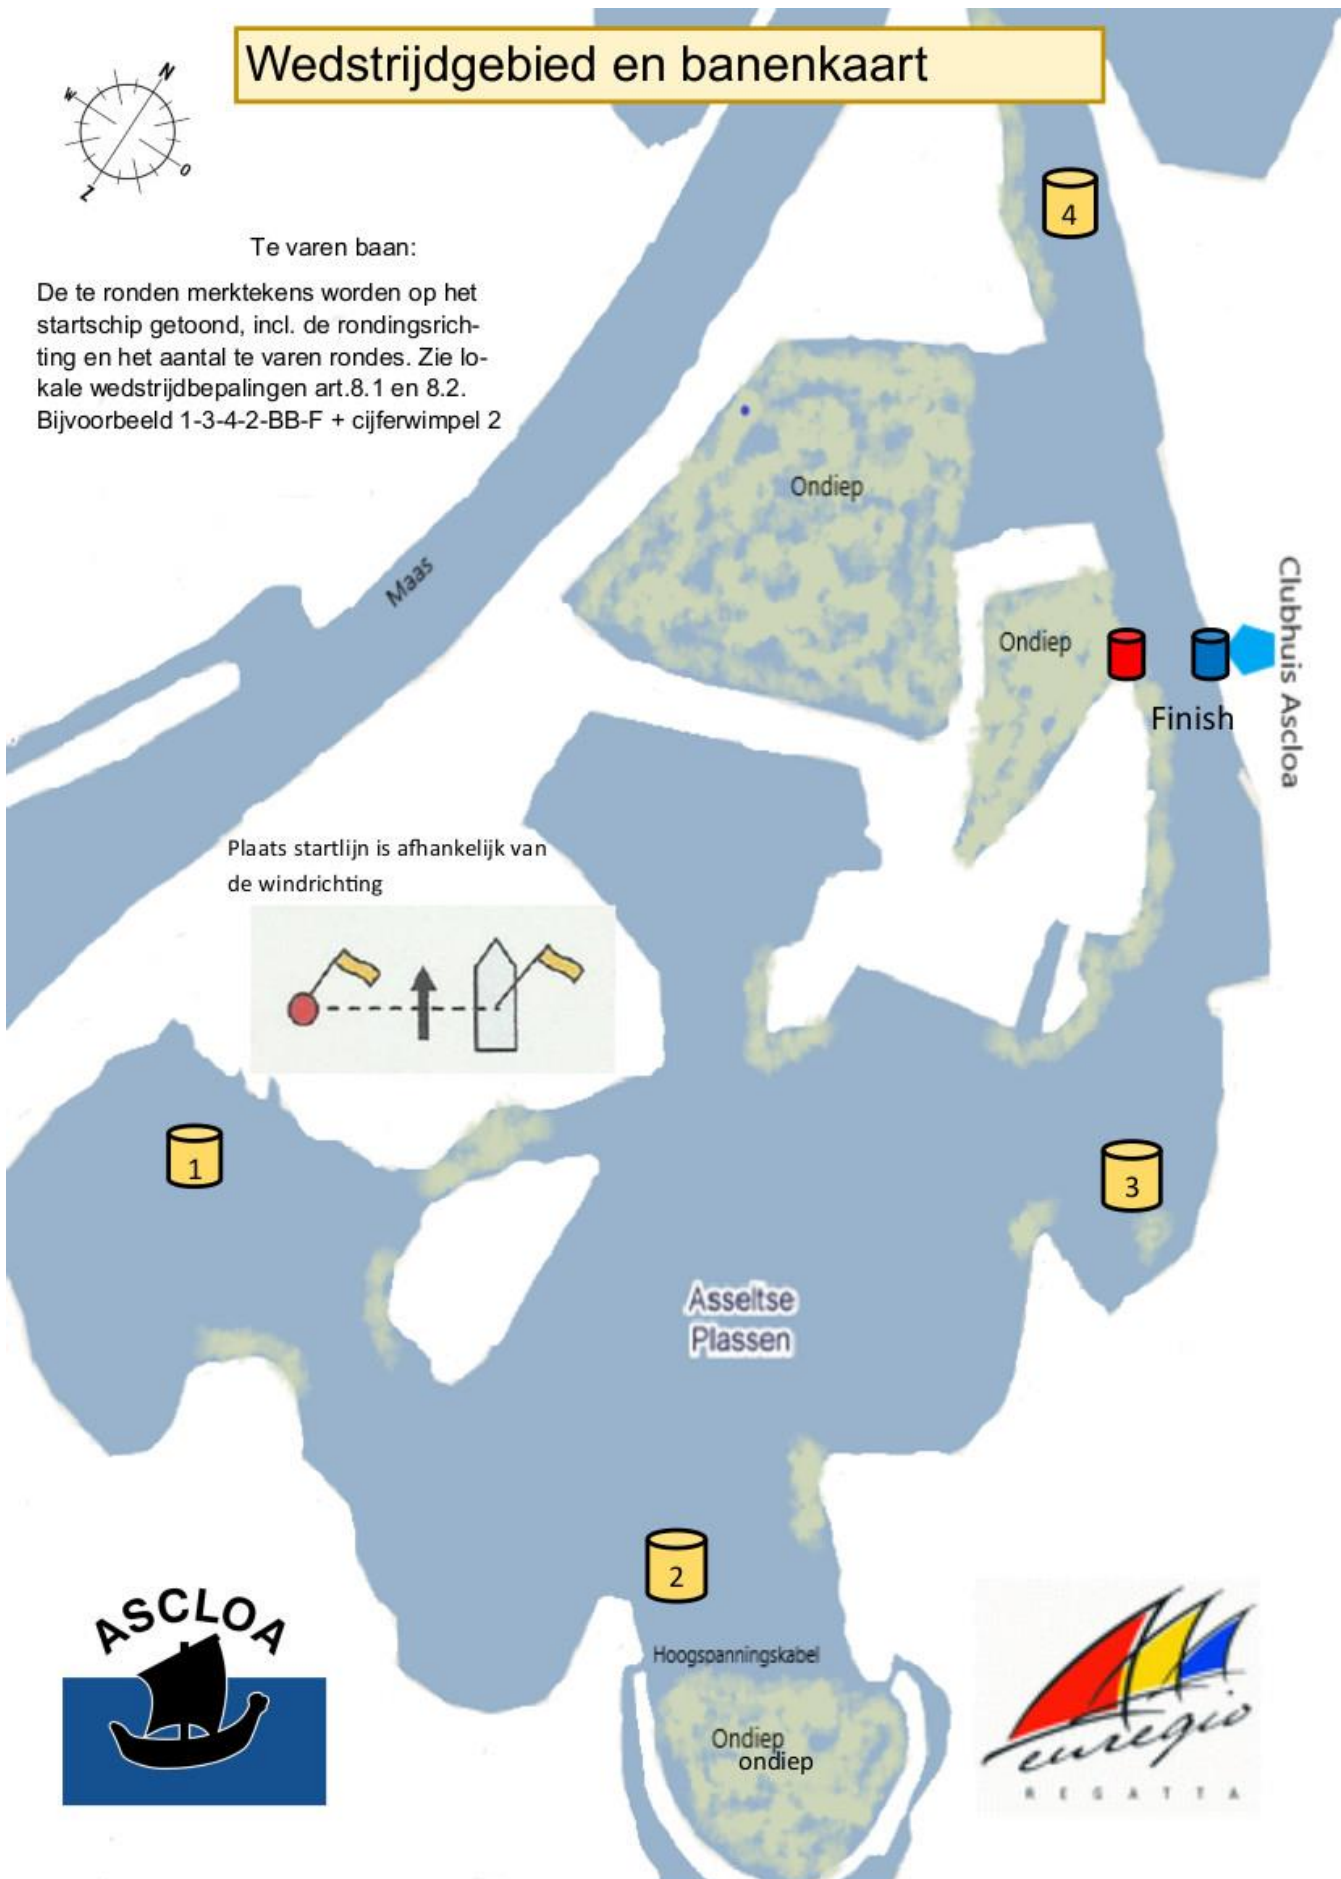 Wedstrijdgebied en banenkaart
N
W
O
Z
4
Te varen baan:
De te ronden merktekens worden op het
startschip getoond, incl. de rondingsrich-
ting en het aantal te varen rondes. Zie lo-
kale wedstrijdbepalingen art.8.1 en 8.2.
Bijvoorbeeld 1-3-4-2-BB-F + cijferwimpel 2
Ondiep
Maas
Ondiep
Clubhuis Ascloa
Finish
Plaats startlijn is afhankelijk van
de windrichting
1
3
Asseltse
Plassen
2
ASCLOA
Hoogspanningskabel
Ondiep
ondiep
euregio
REGATTA